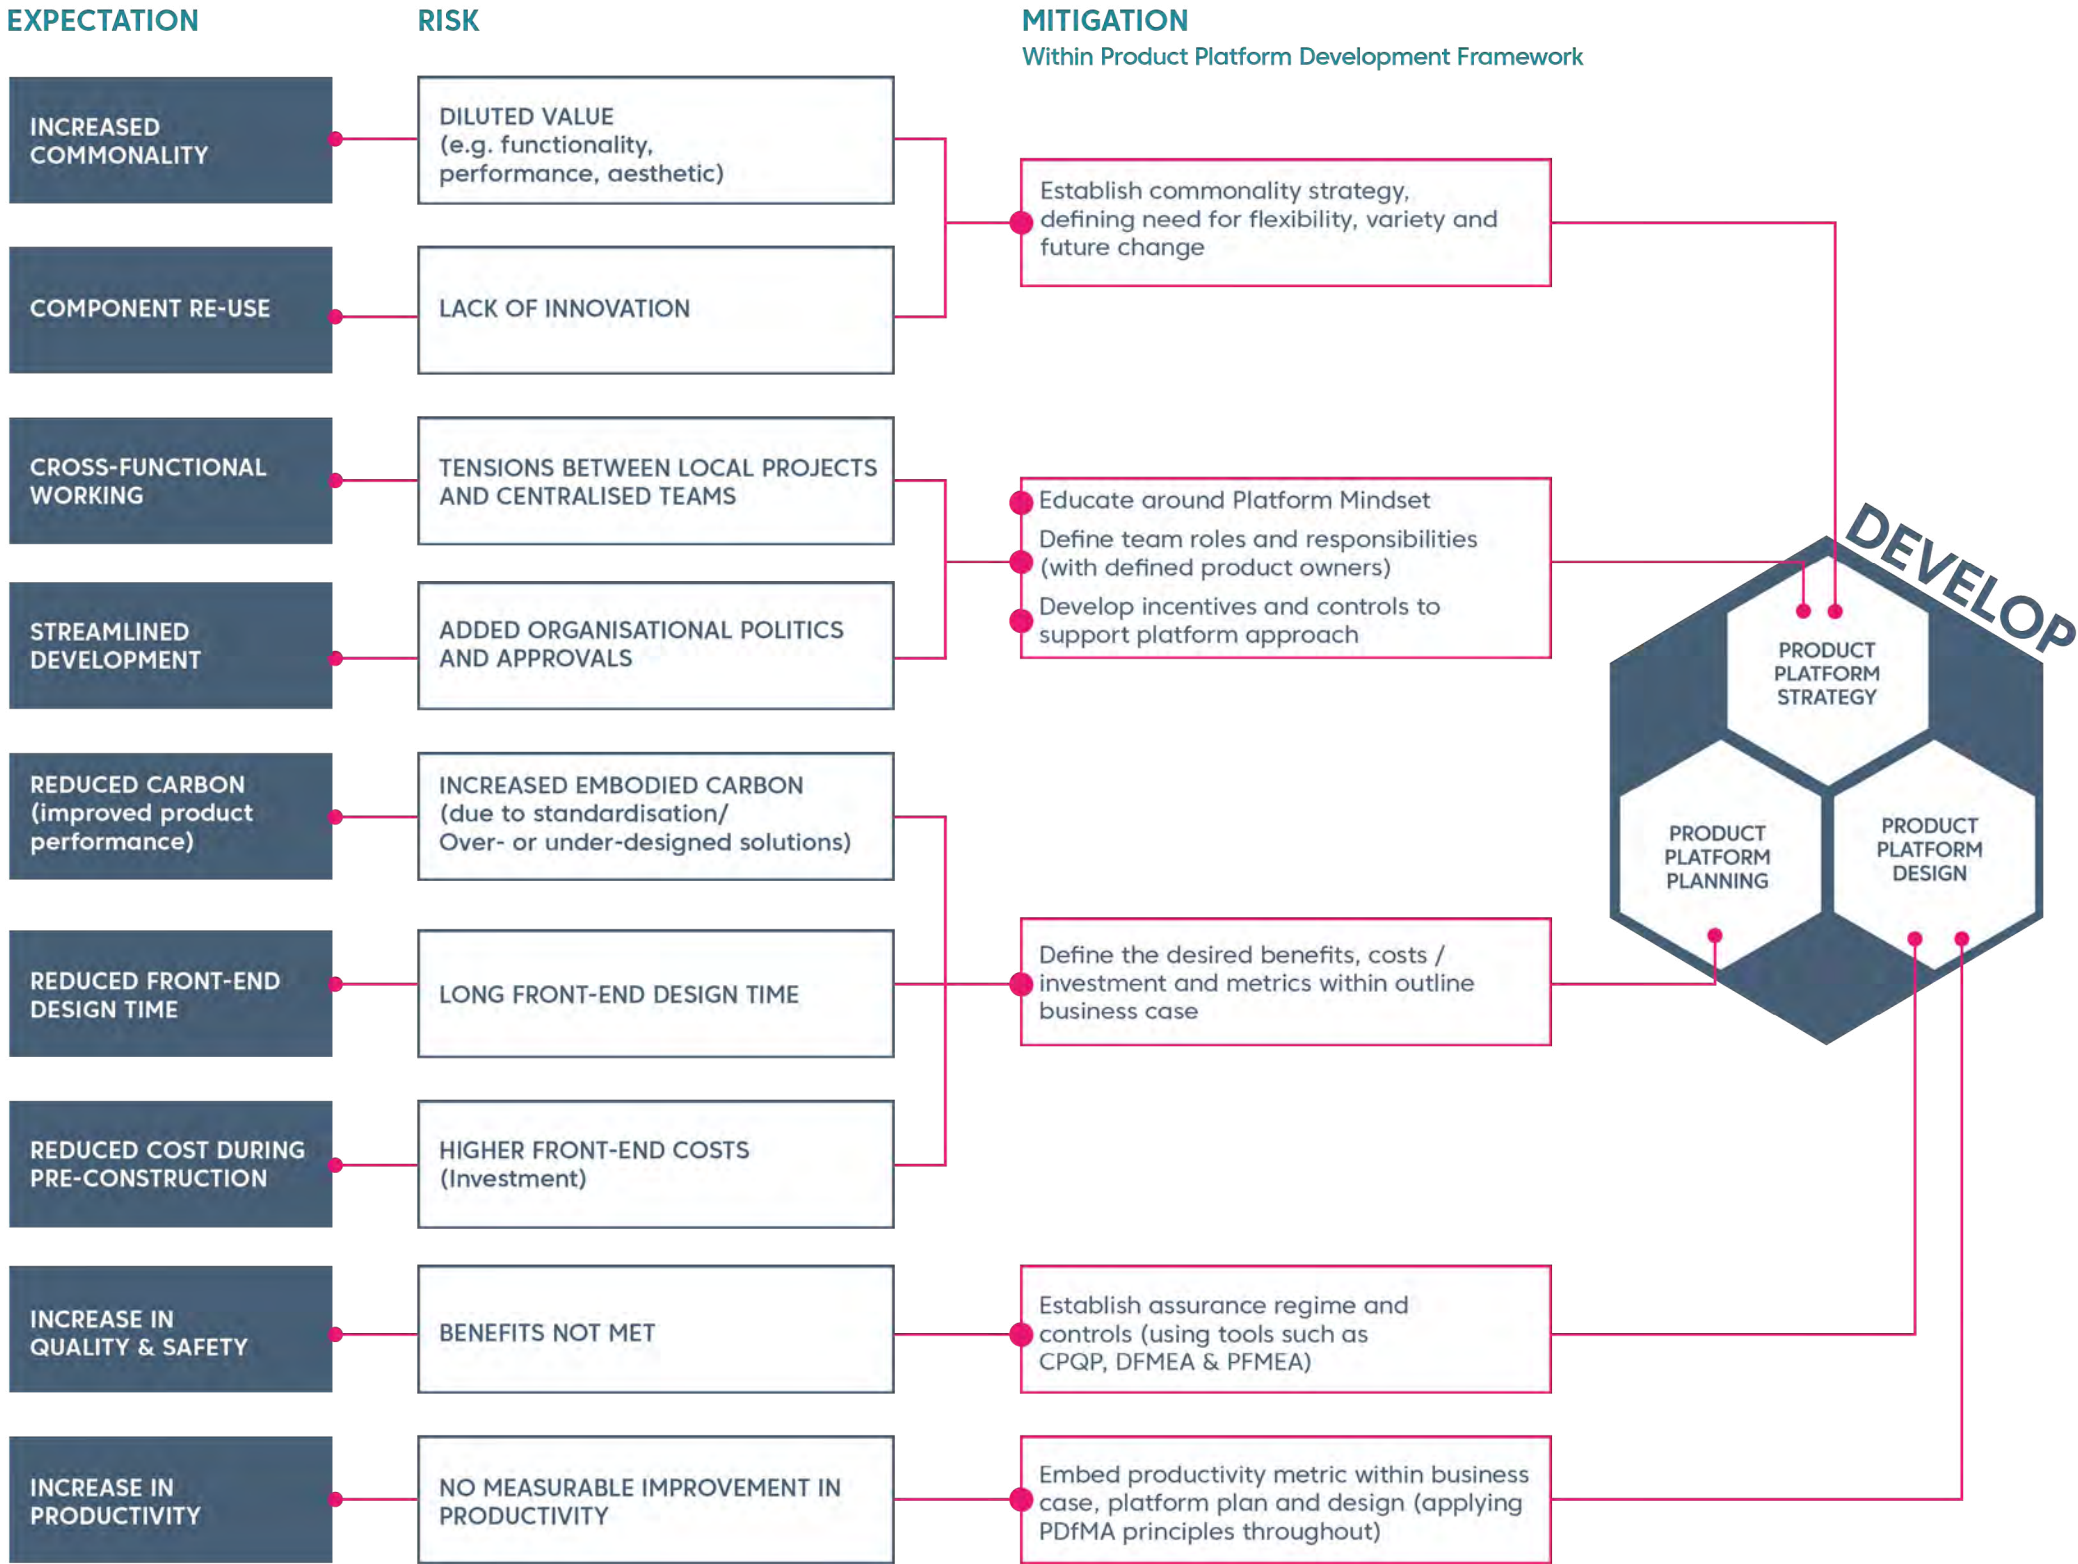 EXPECTATION
RISK
MITIGATION
Within Product Platform Development Framework
INCREASED
COMMONALITY
DILUTED VALUE
(e.g. functionality,
performance, aesthetic)
Establish commonality strategy,
defining need for flexibility, variety and
future change
COMPONENT RE-USE
LACK OF INNOVATION
CROSS-FUNCTIONAL
WORKING
TENSIONS BETWEEN LOCAL PROJECTS
AND CENTRALISED TEAMS
Educate around Platform Mindset
Define team roles and responsibilities
(with defined product owners)
Develop incentives and controls to
support platform approach
STREAMLINED
DEVELOPMENT
ADDED ORGANISATIONAL POLITICS
AND APPROVALS
REDUCED CARBON
(improved product
performance)
INCREASED EMBODIED CARBON
(due to standardisation/
Over- or under-designed solutions)
REDUCED FRONT-END
DESIGN TIME
LONG FRONT-END DESIGN TIME
Define the desired benefits, costs /
investment and metrics within outline
business case
REDUCED COST DURING
PRE-CONSTRUCTION
HIGHER FRONT-END COSTS
(Investment)
INCREASE IN
QUALITY & SAFETY
BENEFITS NOT MET
Establish assurance regime and
controls (using tools such as
CPQP, DFMEA & PFMEA)
INCREASE IN
PRODUCTIVITY
NO MEASURABLE IMPROVEMENT IN
PRODUCTIVITY
Embed productivity metric within business
case, platform plan and design (applying
PDfMA principles throughout)
DEVELOP
PRODUCT
PLATFORM
STRATEGY
PRODUCT
PLATFORM
PLANNING
PRODUCT
PLATFORM
DESIGN